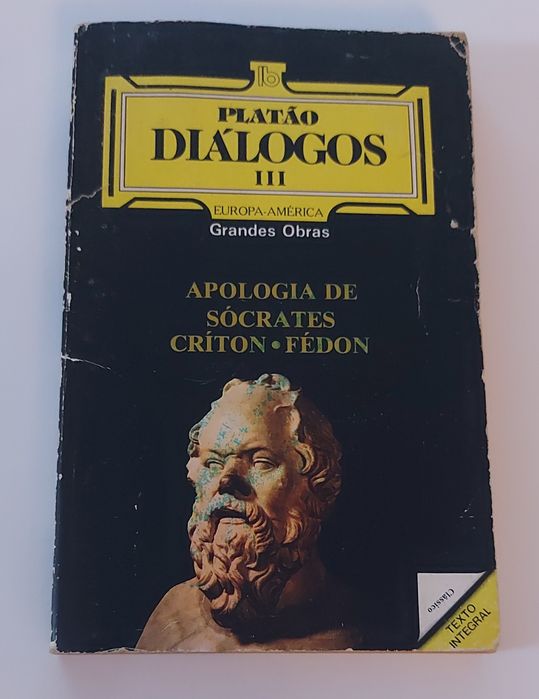 lb
PLATÃO
DIÁLOGOS
III
EUROPA-AMÉRICA
Grandes Obras
APOLOGIA DE
SÓCRATES
CRÍTON • FÉDON
Clássico
TEXTO
INTEGRAL